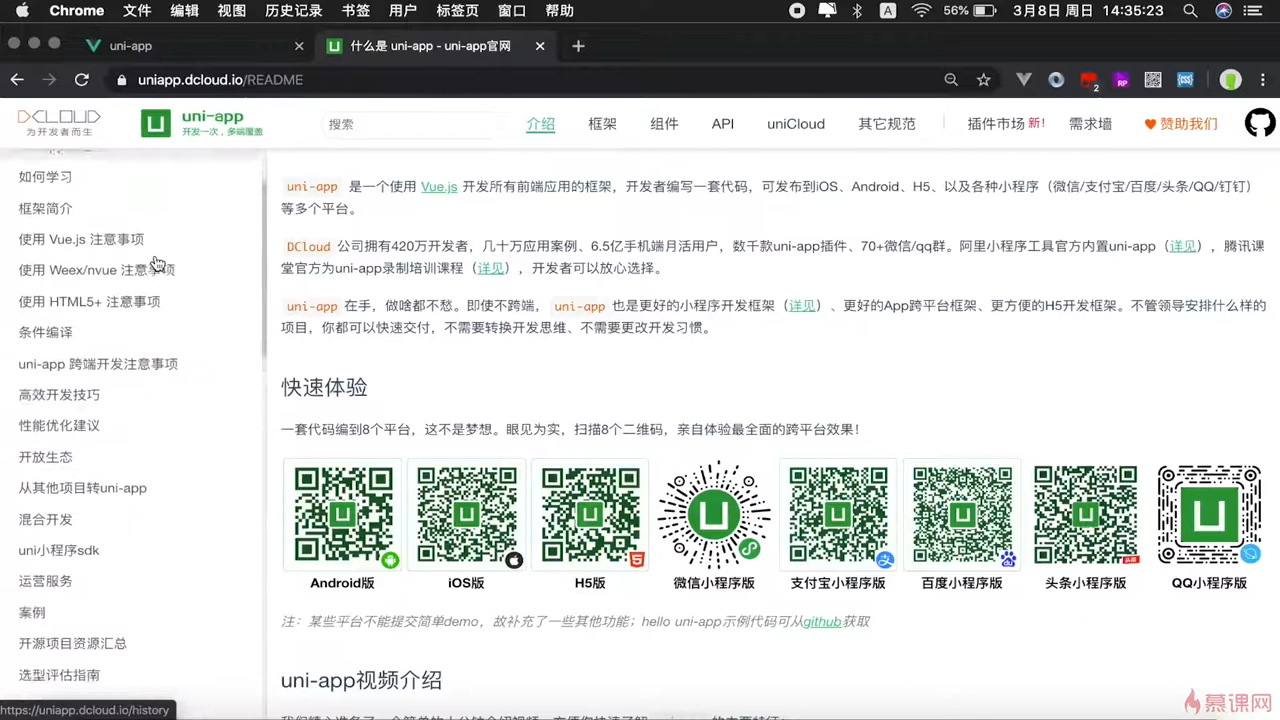 Chrome 文件 编辑 视图 历史记录 书签 用户 标签页 窗口 帮助 A 56% 3月8日 周日 14:35:23
uni-app
什么是 uni-app - uni-app官网
uniapp.dcloud.io/README
RP
2
DCLOUD
为开发者而生
uni-app
开发一次，多端覆盖
搜索
介绍 框架 组件 API uniCloud 其它规范 插件市场 新! 需求墙 赞助我们
如何学习
框架简介
使用 Vue.js 注意事项
使用 Weex/nvue 注意事项
使用 HTML5+ 注意事项
条件编译
uni-app 跨端开发注意事项
高效开发技巧
性能优化建议
开放生态
从其他项目转uni-app
混合开发
uni小程序sdk
运营服务
案例
开源项目资源汇总
选型评估指南
https://uniapp.dcloud.io/history
uni-app 是一个使用 Vue.js 开发所有前端应用的框架，开发者编写一套代码，可发布到iOS、Android、H5、以及各种小程序（微信/支付宝/百度/头条/QQ/钉钉）
等多个平台。
DCloud 公司拥有420万开发者，几十万应用案例、6.5亿手机端月活用户，数千款uni-app插件、70+微信/qq群。阿里小程序工具官方内置uni-app（详见），腾讯课
堂官方为uni-app录制培训课程（详见），开发者可以放心选择。
uni-app 在手，做啥都不愁。即使不跨端，uni-app 也是更好的小程序开发框架（详见）、更好的App跨平台框架、更方便的H5开发框架。不管领导安排什么样的
项目，你都可以快速交付，不需要转换开发思维、不需要更改开发习惯。
快速体验
一套代码编到8个平台，这不是梦想。眼见为实，扫描8个二维码，亲自体验最全面的跨平台效果！
Android版 iOS版 H5版 微信小程序版 支付宝小程序版 百度小程序版 头条小程序版 QQ小程序版
注：某些平台不能提交简单demo，故补充了一些其他功能；hello uni-app示例代码可从github获取
uni-app视频介绍
慕课网